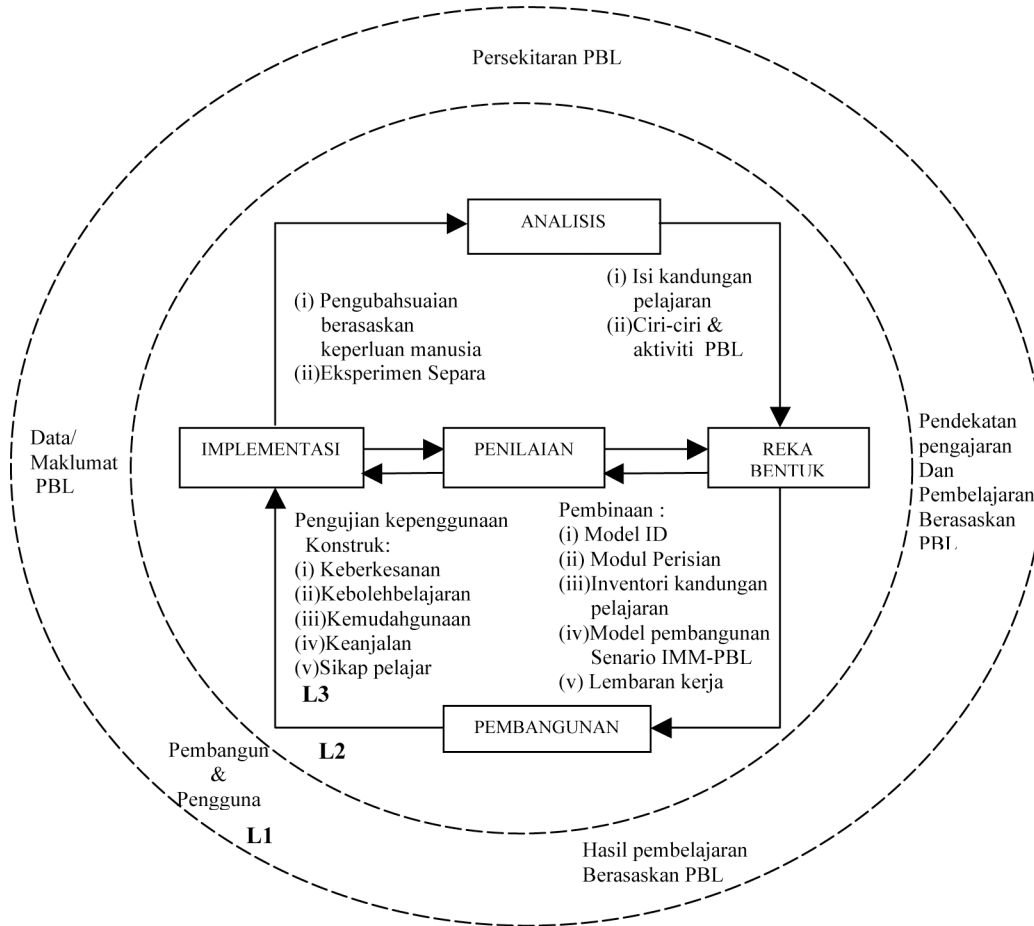 Persekitaran PBL
ANALISIS
(i) Isi kandungan
pelajaran
(ii)Ciri-ciri &
aktiviti PBL
(i) Pengubahsuaian
berasaskan
keperluan manusia
(ii)Eksperimen Separa
Data/
Maklumat
PBL
IMPLEMENTASI
PENILAIAN
REKA
BENTUK
Pendekatan
pengajaran
Dan
Pembelajaran
Berasaskan
PBL
Pengujian kepenggunaan
Konstruk:
(i) Keberkesanan
(ii)Kebolehbelajaran
(iii)Kemudahgunaan
(iv)Keanjalan
(v)Sikap pelajar
L3
Pembinaan :
(i) Model ID
(ii) Modul Perisian
(iii)Inventori kandungan
pelajaran
(iv)Model pembangunan
Senario IMM-PBL
(v) Lembaran kerja
PEMBANGUNAN
L2
Pembangun
&
Pengguna
L1
Hasil pembelajaran
Berasaskan PBL